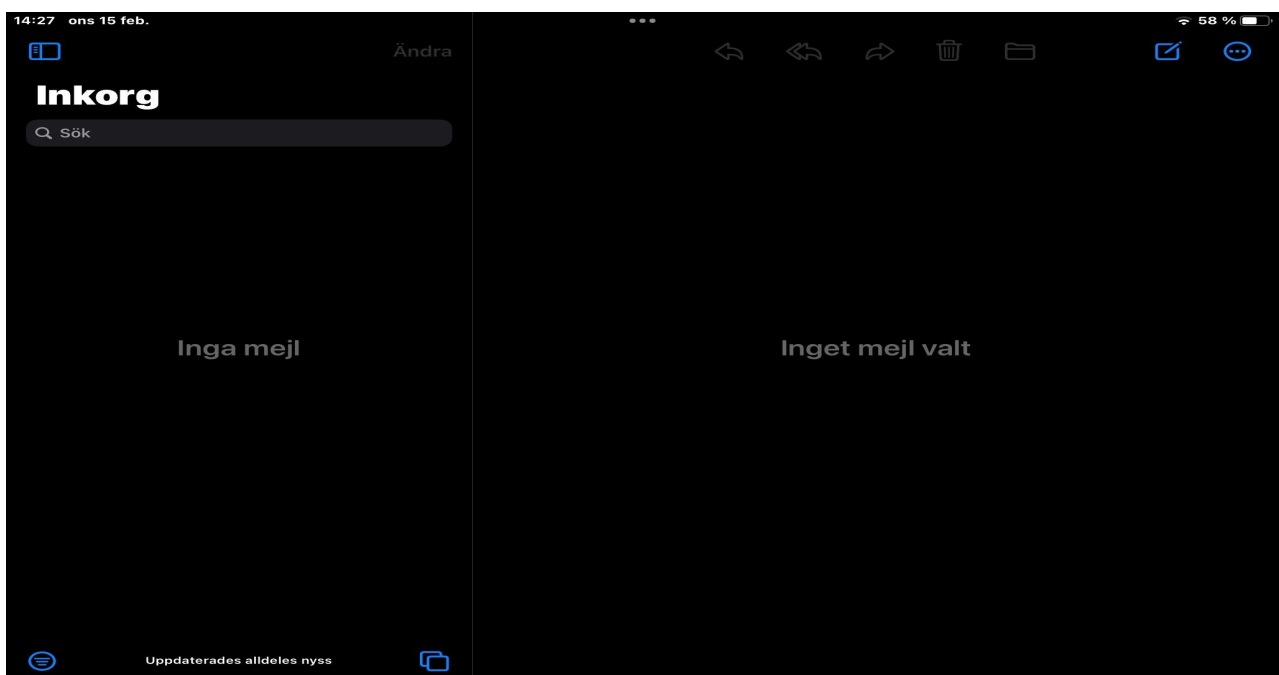 14:27 ons 15 feb.
58 %
Ändra
Inkorg
Sök
Inga mejl
Inget mejl valt
Uppdaterades alldeles nyss